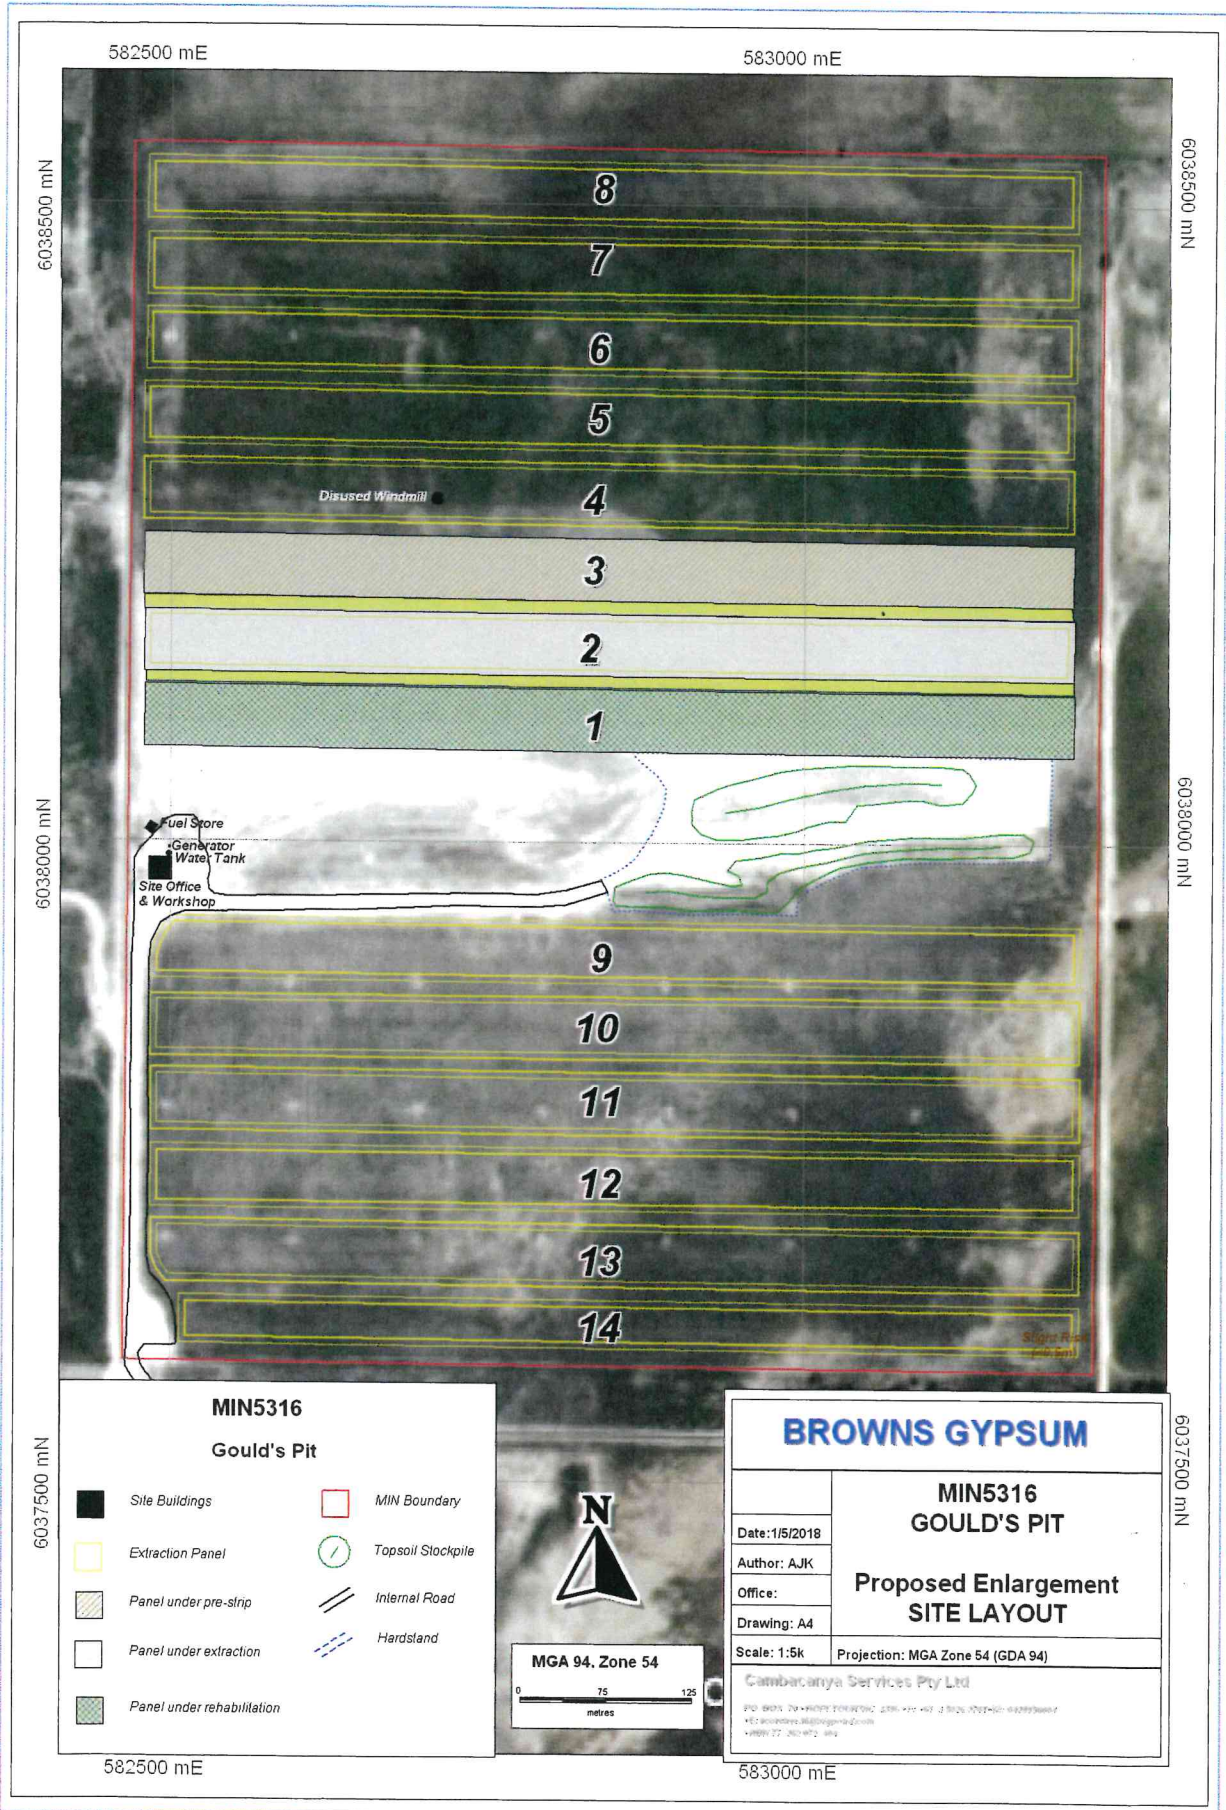 582500 mE
583000 mE
6038500 mN
6038500 mN
8
7
6
5
Disused Windmill
4
3
2
1
6038000 mN
6038000 mN
Fuel Store
Generator
Water Tank
Site Office
& Workshop
9
10
11
12
13
14
Slight Rise
MIN5316
Gould's Pit
Site Buildings
MIN Boundary
Extraction Panel
Topsoil Stockpile
Panel under pre-strip
Internal Road
Panel under extraction
Hardstand
Panel under rehabilitation
6037500 mN
6037500 mN
N
MGA 94. Zone 54
0 75 125
metres
BROWNS GYPSUM
MIN5316
GOULD'S PIT
Proposed Enlargement
SITE LAYOUT
Date:1/5/2018
Author: AJK
Office:
Drawing: A4
Scale: 1:5k
Projection: MGA Zone 54 (GDA 94)
Cambacanya Services Pty Ltd
582500 mE
583000 mE